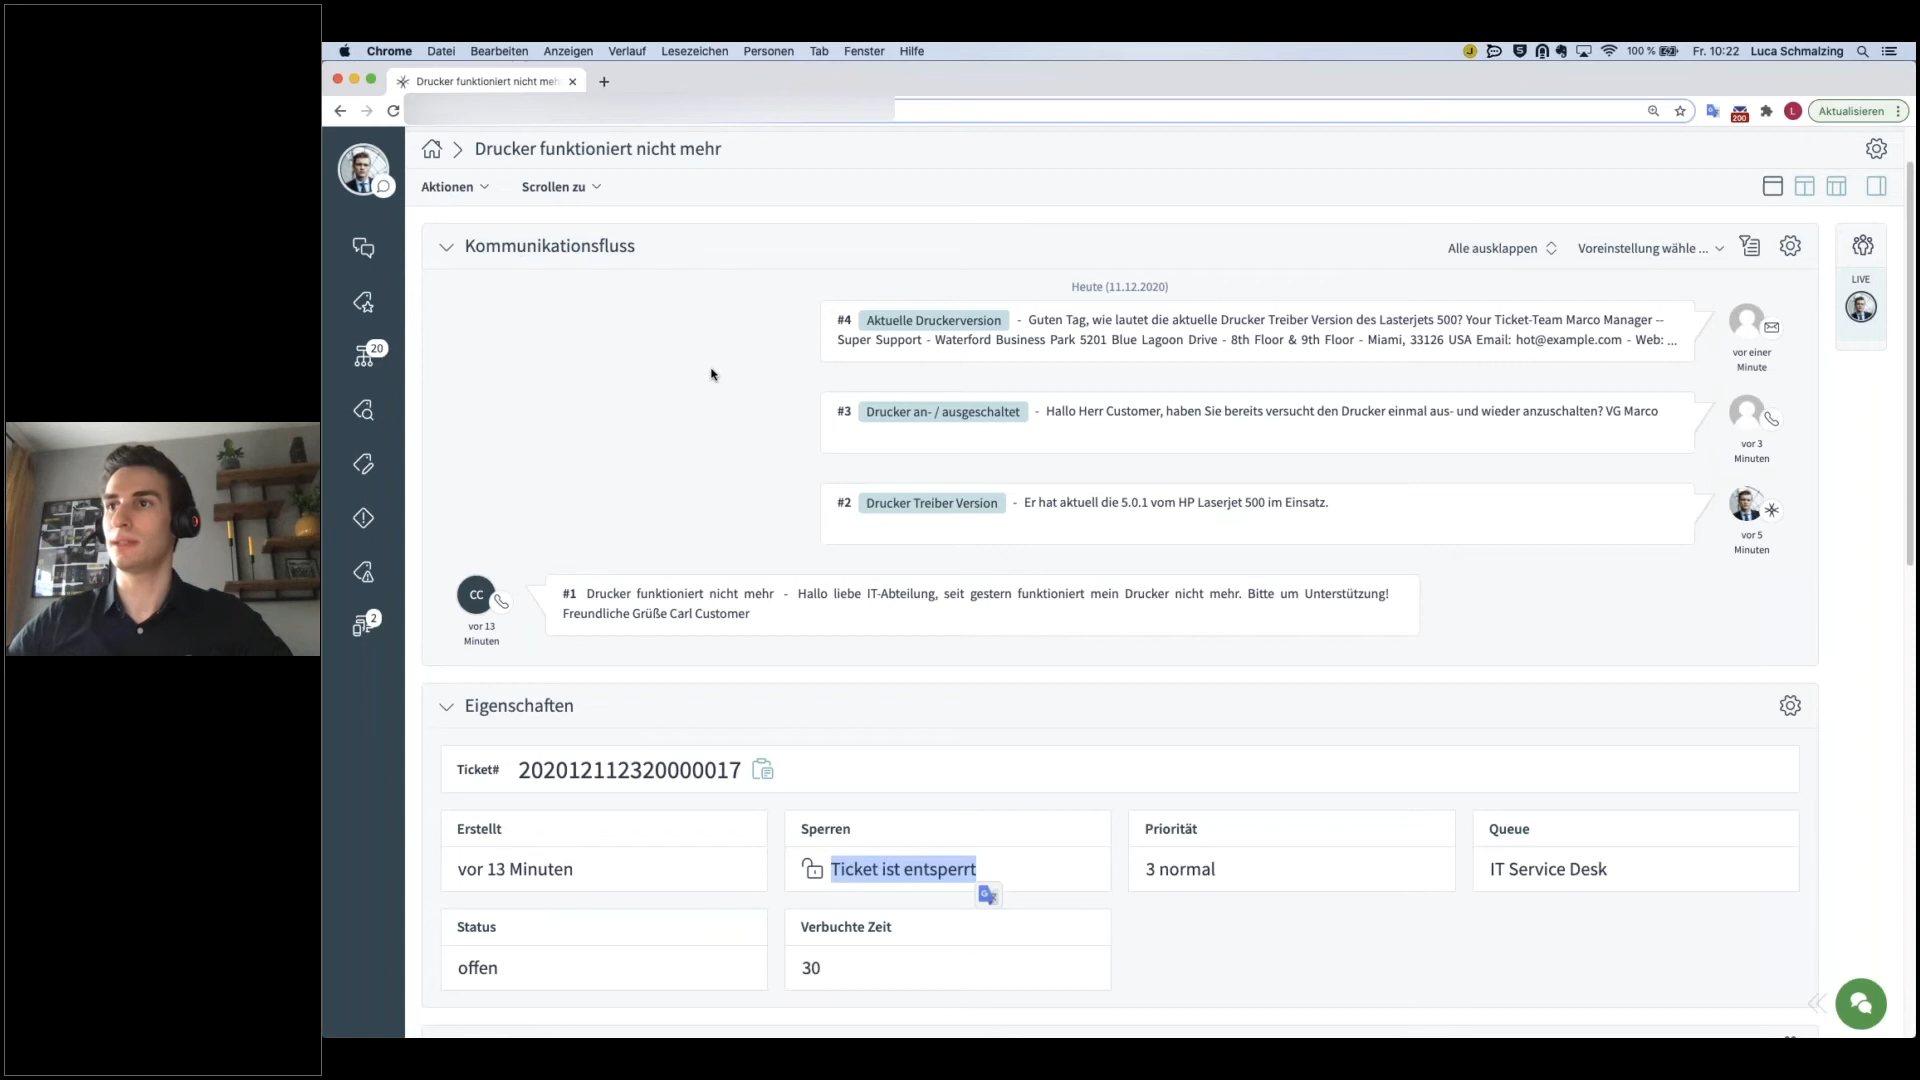 Chrome Datei Bearbeiten Anzeigen Verlauf Lesezeichen Personen Tab Fenster Hilfe 100 % Fr. 10:22 Luca Schmalzing
Drucker funktioniert nicht meh
200 L Aktualisieren
Drucker funktioniert nicht mehr
Aktionen Scrollen zu
Kommunikationsfluss Alle ausklappen Voreinstellung wähle ...
Heute (11.12.2020)
LIVE
#4 Aktuelle Druckerversion - Guten Tag, wie lautet die aktuelle Drucker Treiber Version des Lasterjets 500? Your Ticket-Team Marco Manager --
Super Support - Waterford Business Park 5201 Blue Lagoon Drive - 8th Floor & 9th Floor - Miami, 33126 USA Email: hot@example.com - Web: ...
vor einer
Minute
20
#3 Drucker an- / ausgeschaltet - Hallo Herr Customer, haben Sie bereits versucht den Drucker einmal aus- und wieder anzuschalten? VG Marco
vor 3
Minuten
#2 Drucker Treiber Version - Er hat aktuell die 5.0.1 vom HP Laserjet 500 im Einsatz.
vor 5
Minuten
CC
vor 13
Minuten
#1 Drucker funktioniert nicht mehr - Hallo liebe IT-Abteilung, seit gestern funktioniert mein Drucker nicht mehr. Bitte um Unterstützung!
Freundliche Grüße Carl Customer
2
Eigenschaften
Ticket# 202012112320000017
Erstellt Sperren Priorität Queue
vor 13 Minuten Ticket ist entsperrt 3 normal IT Service Desk
Status Verbuchte Zeit
offen 30